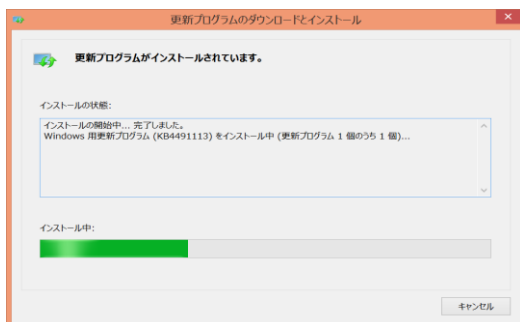 更新プログラムのダウンロードとインストール
更新プログラムがインストールされています。
インストールの状態:
インストールの開始中... 完了しました。
Windows 用更新プログラム (KB4491113) をインストール中 (更新プログラム 1 個のうち 1 個)...
インストール中:
キャンセル